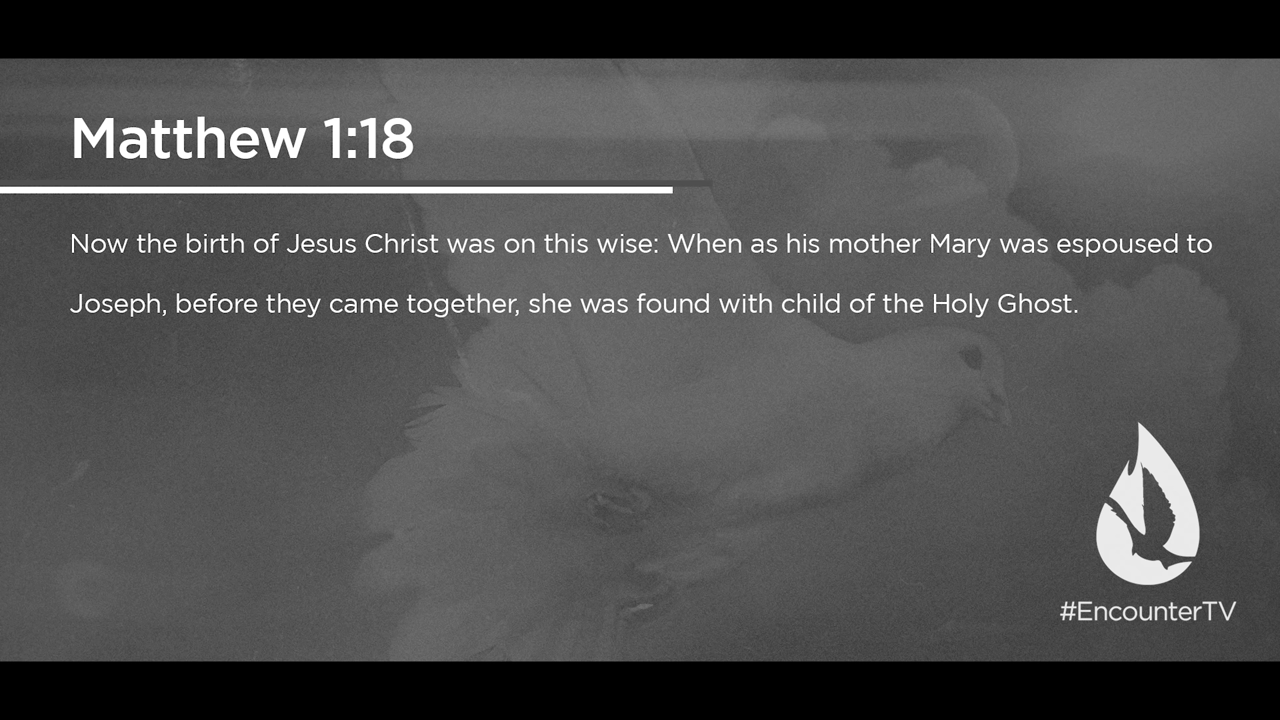 Matthew 1:18
Now the birth of Jesus Christ was on this wise: When as his mother Mary was espoused to
Joseph, before they came together, she was found with child of the Holy Ghost.
#EncounterTV